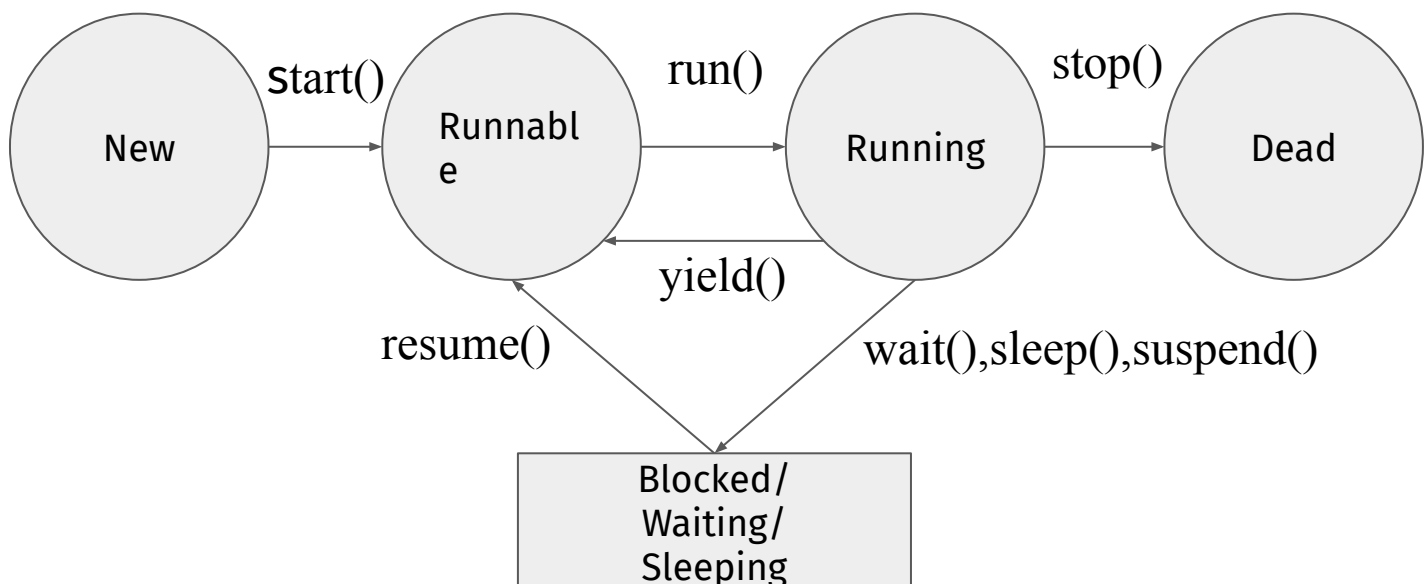 start()
run()
stop()
New
Runnabl
e
Running
Dead
yield()
resume()
wait(),sleep(),suspend()
Blocked/
Waiting/
Sleeping